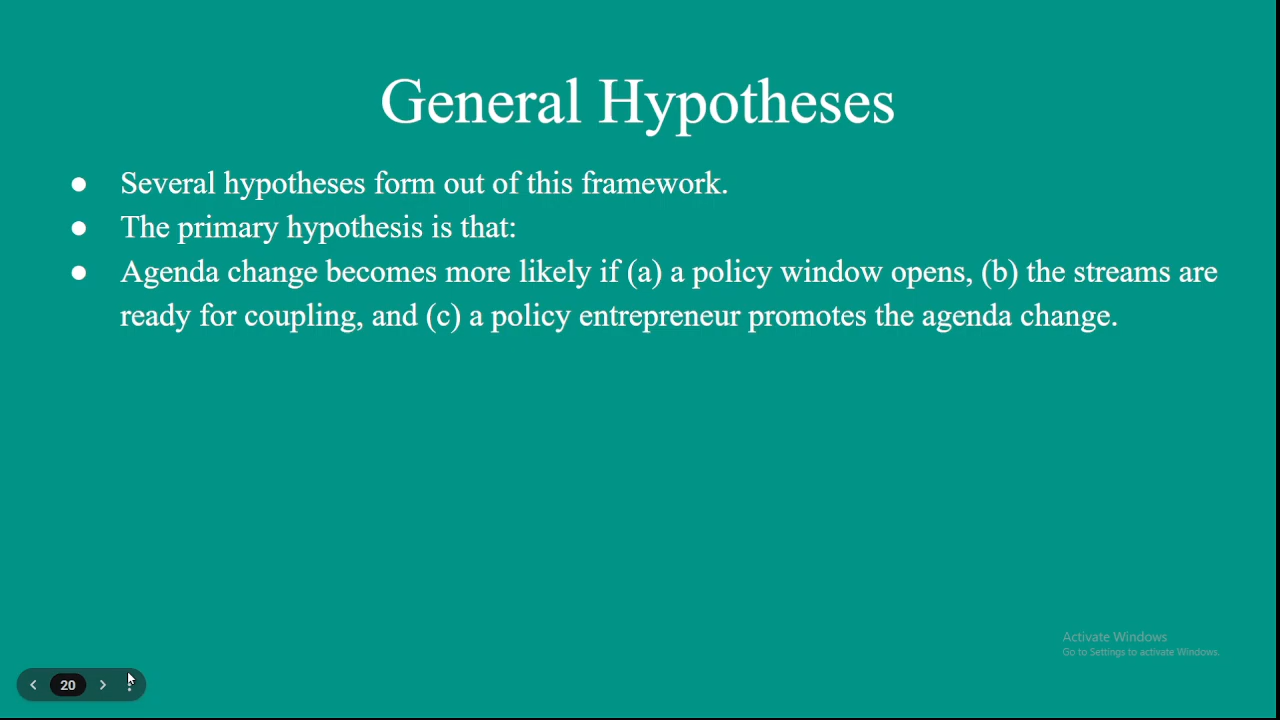 General Hypotheses
● Several hypotheses form out of this framework.
● The primary hypothesis is that:
● Agenda change becomes more likely if (a) a policy window opens, (b) the streams are
ready for coupling, and (c) a policy entrepreneur promotes the agenda change.
Activate Windows
Go to Settings to activate Windows.
20